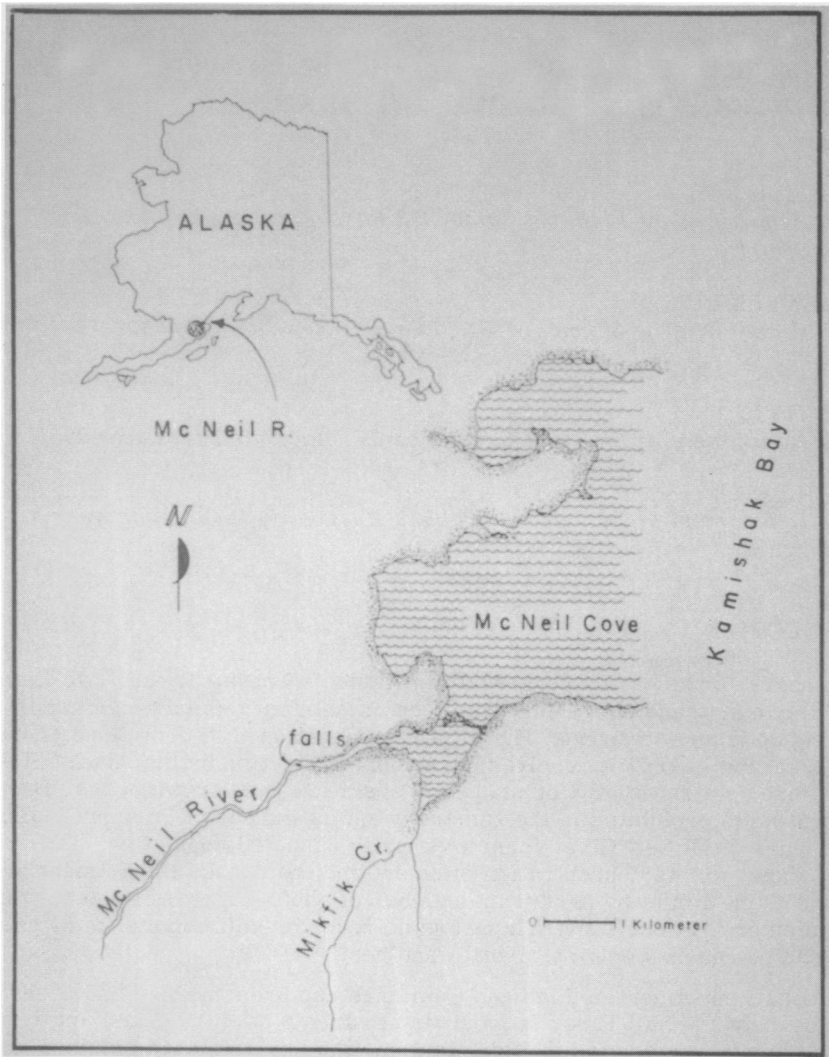 ALASKA
Mc Neil R.
N
Kamishak Bay
Mc Neil Cove
falls
Mc Neil River
Mikfik Cr.
0 1 Kilometer